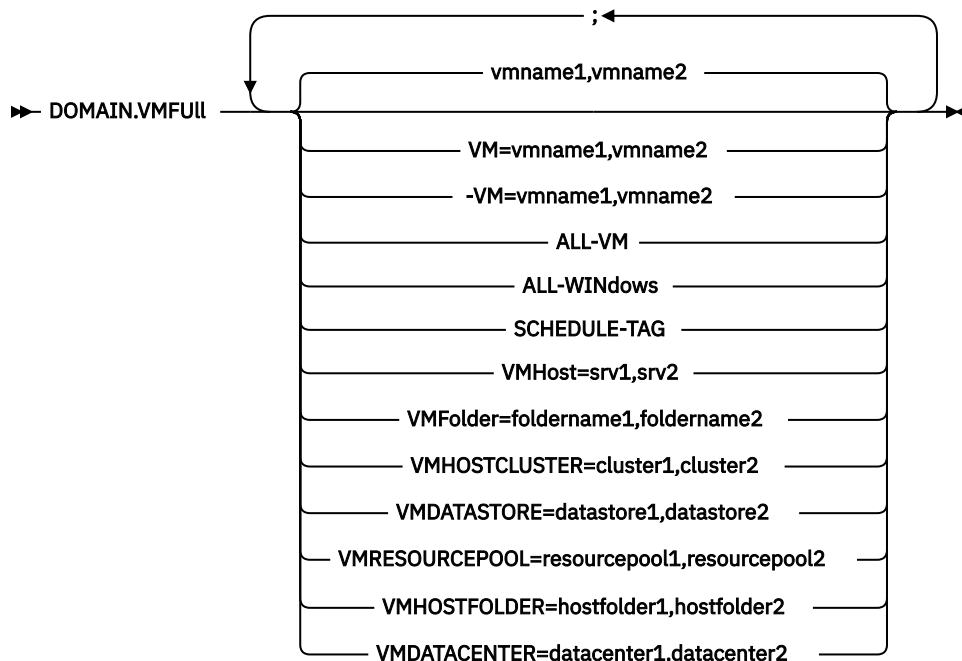 ;
vmname1,vmname2
DOMAIN.VMFUll
VM=vmname1,vmname2
-VM=vmname1,vmname2
ALL-VM
ALL-WINdows
SCHEDULE-TAG
VMHost=srv1,srv2
VMFolder=foldername1,foldername2
VMHOSTCLUSTER=cluster1,cluster2
VMDATASTORE=datastore1,datastore2
VMRESOURCEPOOL=resourcepool1,resourcepool2
VMHOSTFOLDER=hostfolder1,hostfolder2
VMDATACENTER=datacenter1,datacenter2